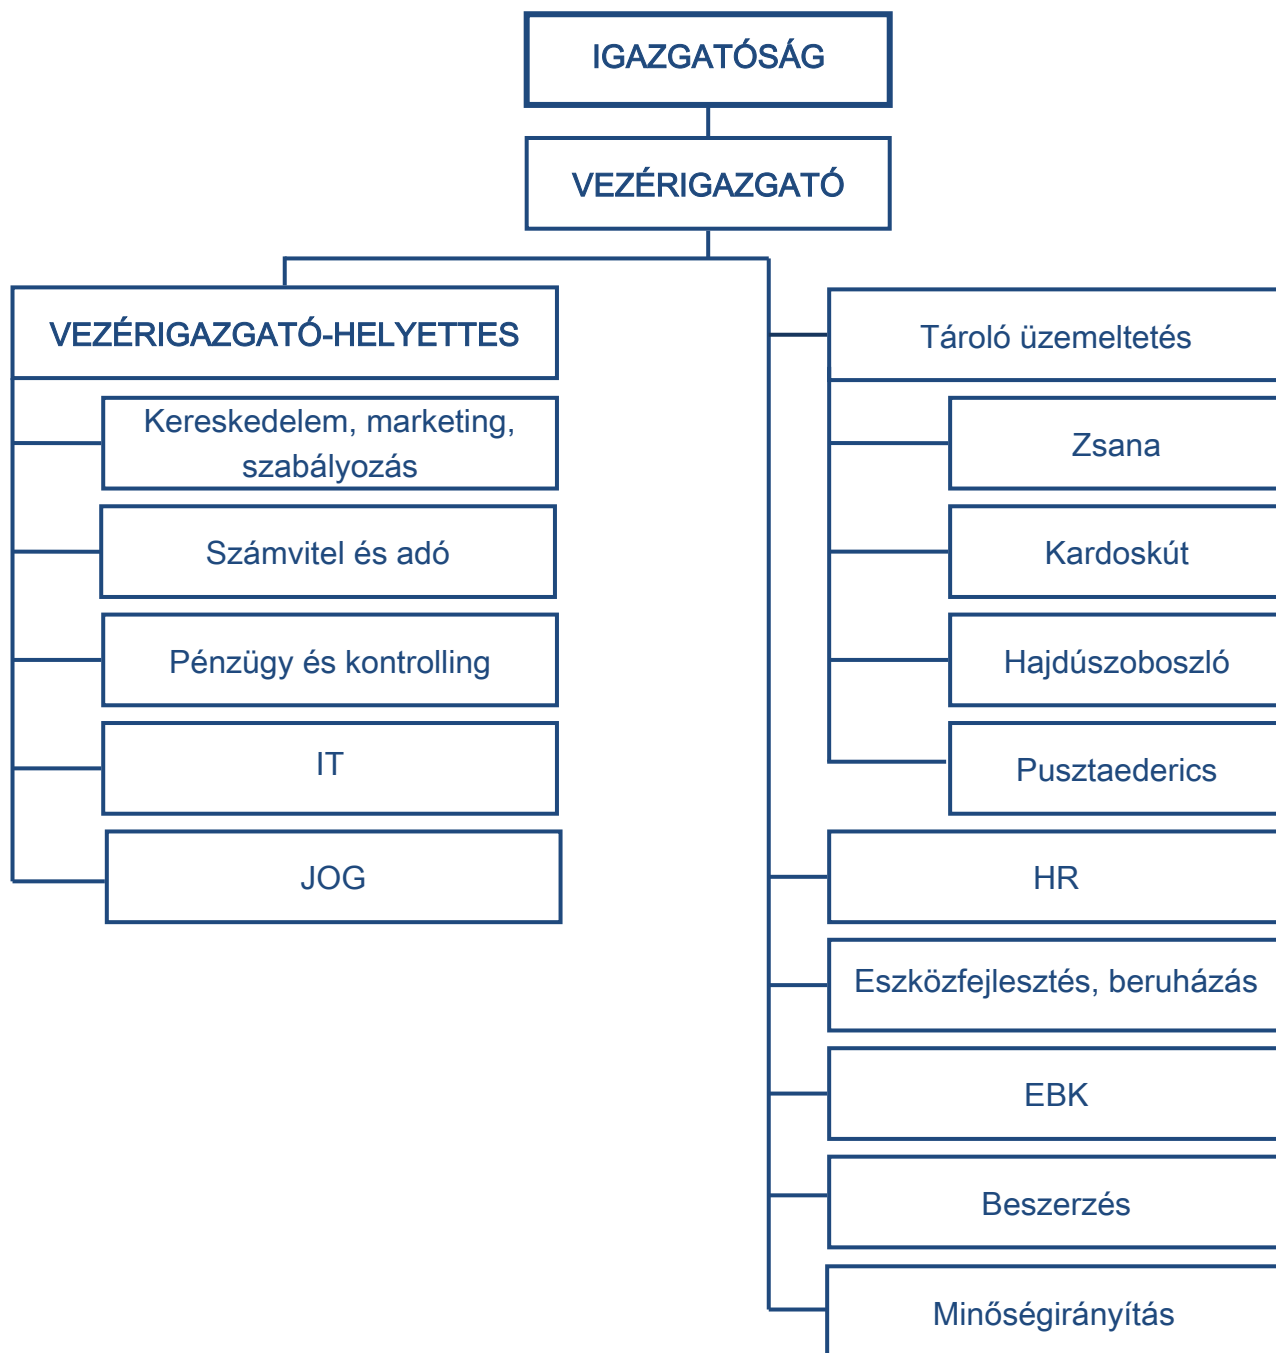 IGAZGATÓSÁG
VEZÉRIGAZGATÓ
VEZÉRIGAZGATÓ-HELYETTES
Kereskedelem, marketing,
szabályozás
Számvitel és adó
Pénzügy és kontrolling
IT
JOG
Tároló üzemeltetés
Zsana
Kardoskút
Hajdúszoboszló
Pusztaederics
HR
Eszközfejlesztés, beruházás
EBK
Beszerzés
Minőségirányítás